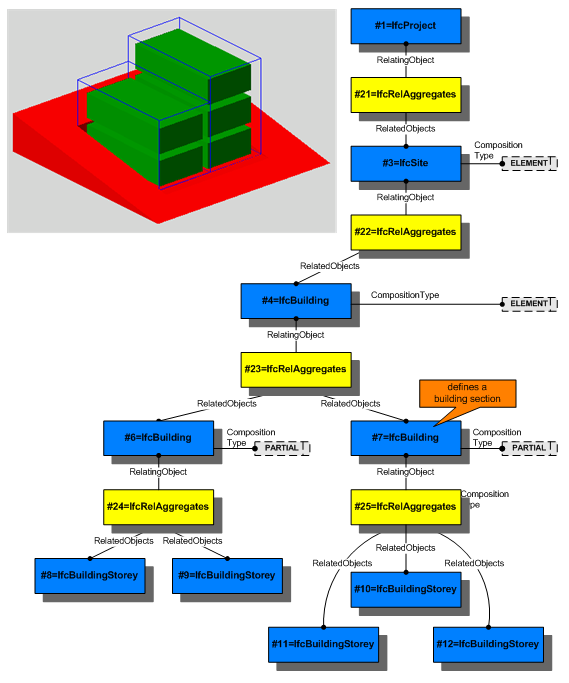 #1=IfcProject
RelatingObject
#21=IfcRelAggregates
RelatedObjects
Composition
Type
#3=IfcSite
ELEMENT
RelatingObject
#22=IfcRelAggregates
RelatedObjects
#4=IfcBuilding
CompositionType
ELEMENT
RelatingObject
#23=IfcRelAggregates
defines a
building section
RelatedObjects
RelatedObjects
#6=IfcBuilding
Composition
Type
PARTIAL
#7=IfcBuilding
Composition
Type
PARTIAL
RelatingObject
RelatingObject
#24=IfcRelAggregates
#25=IfcRelAggregates
Composition
ype
RelatedObjects
RelatedObjects
RelatedObjects
RelatedObjects
RelatedObjects
#8=IfcBuildingStorey
#9=IfcBuildingStorey
#10=IfcBuildingStorey
#11=IfcBuildingStorey
#12=IfcBuildingStorey